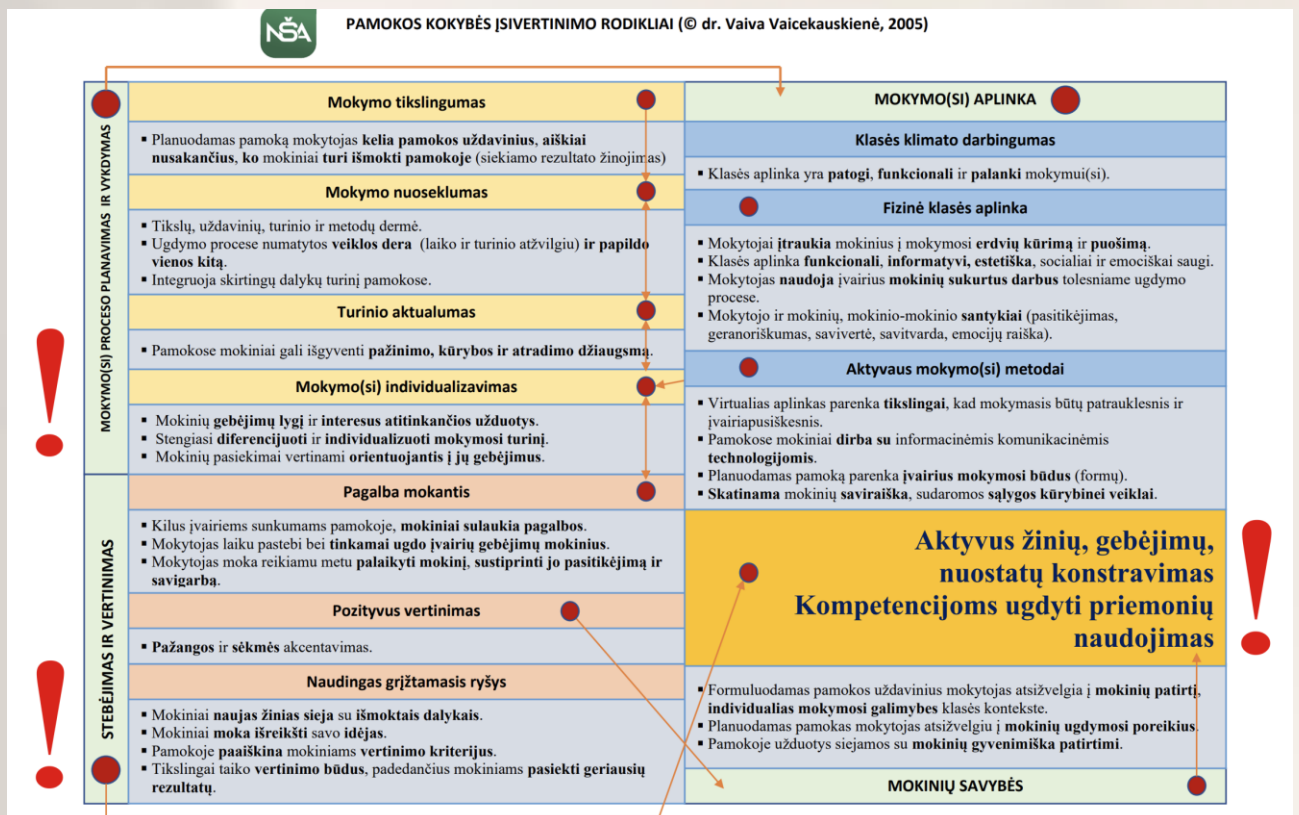 NŠA
PAMOKOS KOKYBĖS ĮSIVERTINIMO RODIKLIAI (© dr. Vaiva Vaicekauskienė, 2005)
MOKYMO(SI) PROCESO PLANAVIMAS IR VYKDYMAS
Mokymo tikslingumas
▪ Planuodamas pamoką mokytojas kelia pamokos uždavinius, aiškiai
nusakančius, ko mokiniai turi išmokti pamokoje (siekiamo rezultato žinojimas)
Mokymo nuoseklumas
▪ Tikslų, uždavinių, turinio ir metodų dermė.
▪ Ugdymo procese numatytos veiklos dera (laiko ir turinio atžvilgiu) ir papildo
vienos kitą.
▪ Integruoja skirtingų dalykų turinį pamokose.
Turinio aktualumas
▪ Pamokose mokiniai gali išgyventi pažinimo, kūrybos ir atradimo džiaugsmą.
Mokymo(si) individualizavimas
▪ Mokinių gebėjimų lygį ir interesus atitinkančios užduotys.
▪ Stengiasi diferencijuoti ir individualizuoti mokymosi turinį.
▪ Mokinių pasiekimai vertinami orientuojantis į jų gebėjimus.
STEBĖJIMAS IR VERTINIMAS
Pagalba mokantis
▪ Kilus įvairiems sunkumams pamokoje, mokiniai sulaukia pagalbos.
▪ Mokytojas laiku pastebi bei tinkamai ugdo įvairių gebėjimų mokinius.
▪ Mokytojas moka reikiamu metu palaikyti mokinį, sustiprinti jo pasitikėjimą ir
savigarbą.
Pozityvus vertinimas
▪ Pažangos ir sėkmės akcentavimas.
Naudingas grįžtamasis ryšys
▪ Mokiniai naujas žinias sieja su išmoktais dalykais.
▪ Mokiniai moka išreikšti savo idėjas.
▪ Pamokoje paaiškina mokiniams vertinimo kriterijus.
▪ Tikslingai taiko vertinimo būdus, padedančius mokiniams pasiekti geriausių
rezultatų.
MOKYMO(SI) APLINKA
Klasės klimato darbingumas
▪ Klasės aplinka yra patogi, funkcionali ir palanki mokymui(si).
Fizinė klasės aplinka
▪ Mokytojai įtraukia mokinius į mokymosi erdvių kūrimą ir puošimą.
▪ Klasės aplinka funkcionali, informatyvi, estetiška, socialiai ir emociškai saugi.
▪ Mokytojas naudoja įvairius mokinių sukurtus darbus tolesniame ugdymo
procese.
▪ Mokytojo ir mokinių, mokinio-mokinio santykiai (pasitikėjimas,
geranoriškumas, savivertė, savitvarda, emocijų raiška).
Aktyvaus mokymo(si) metodai
▪ Virtualias aplinkas parenka tikslingai, kad mokymasis būtų patrauklesnis ir
įvairiapusiškesnis.
▪ Pamokose mokiniai dirba su informacinėmis komunikacinėmis
technologijomis.
▪ Planuodamas pamoką parenka įvairius mokymosi būdus (formų).
▪ Skatinama mokinių saviraiška, sudaromos sąlygos kūrybinei veiklai.
Aktyvus žinių, gebėjimų,
nuostatų konstravimas
Kompetencijoms ugdyti priemonių
naudojimas
▪ Formuluodamas pamokos uždavinius mokytojas atsižvelgia į mokinių patirtį,
individualias mokymosi galimybes klasės kontekste.
▪ Planuodamas pamokas mokytojas atsižvelgiu į mokinių ugdymosi poreikius.
▪ Pamokoje užduotys siejamos su mokinių gyvenimiška patirtimi.
MOKINIŲ SAVYBĖS